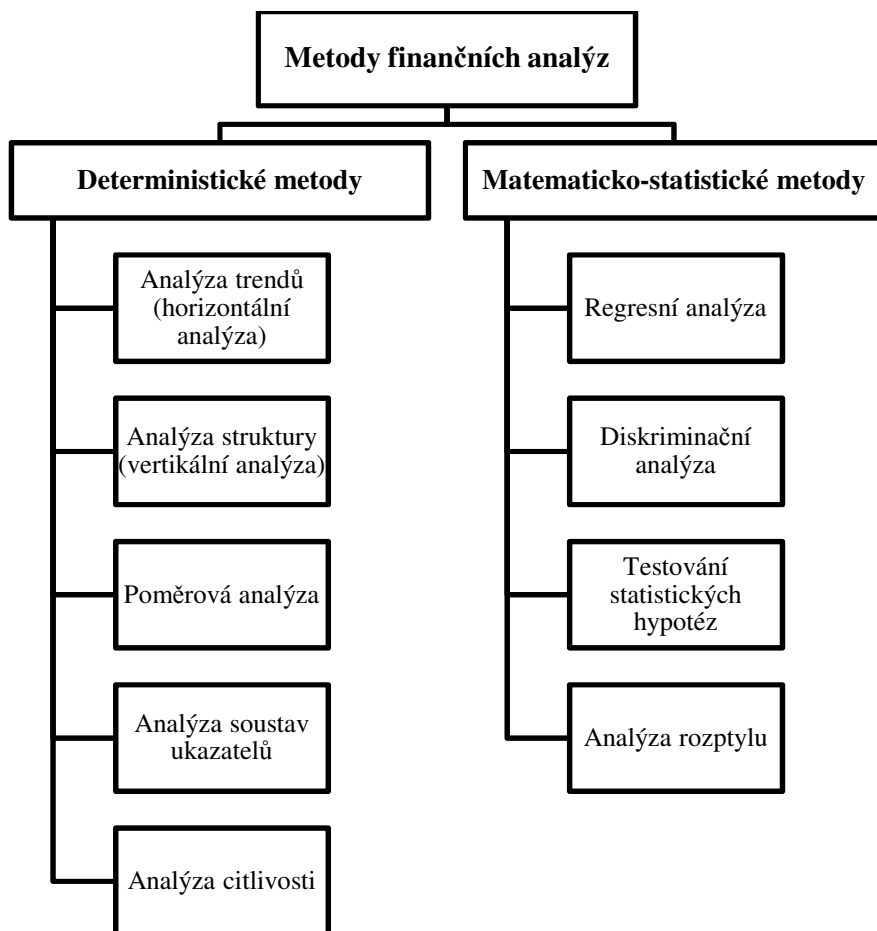 Metody finančních analýz
Deterministické metody
Analýza trendů
(horizontální
analýza)
Analýza struktury
(vertikální analýza)
Poměrová analýza
Analýza soustav
ukazatelů
Analýza citlivosti
Matematicko-statistické metody
Regresní analýza
Diskriminační
analýza
Testování
statistických
hypotéz
Analýza rozptylu